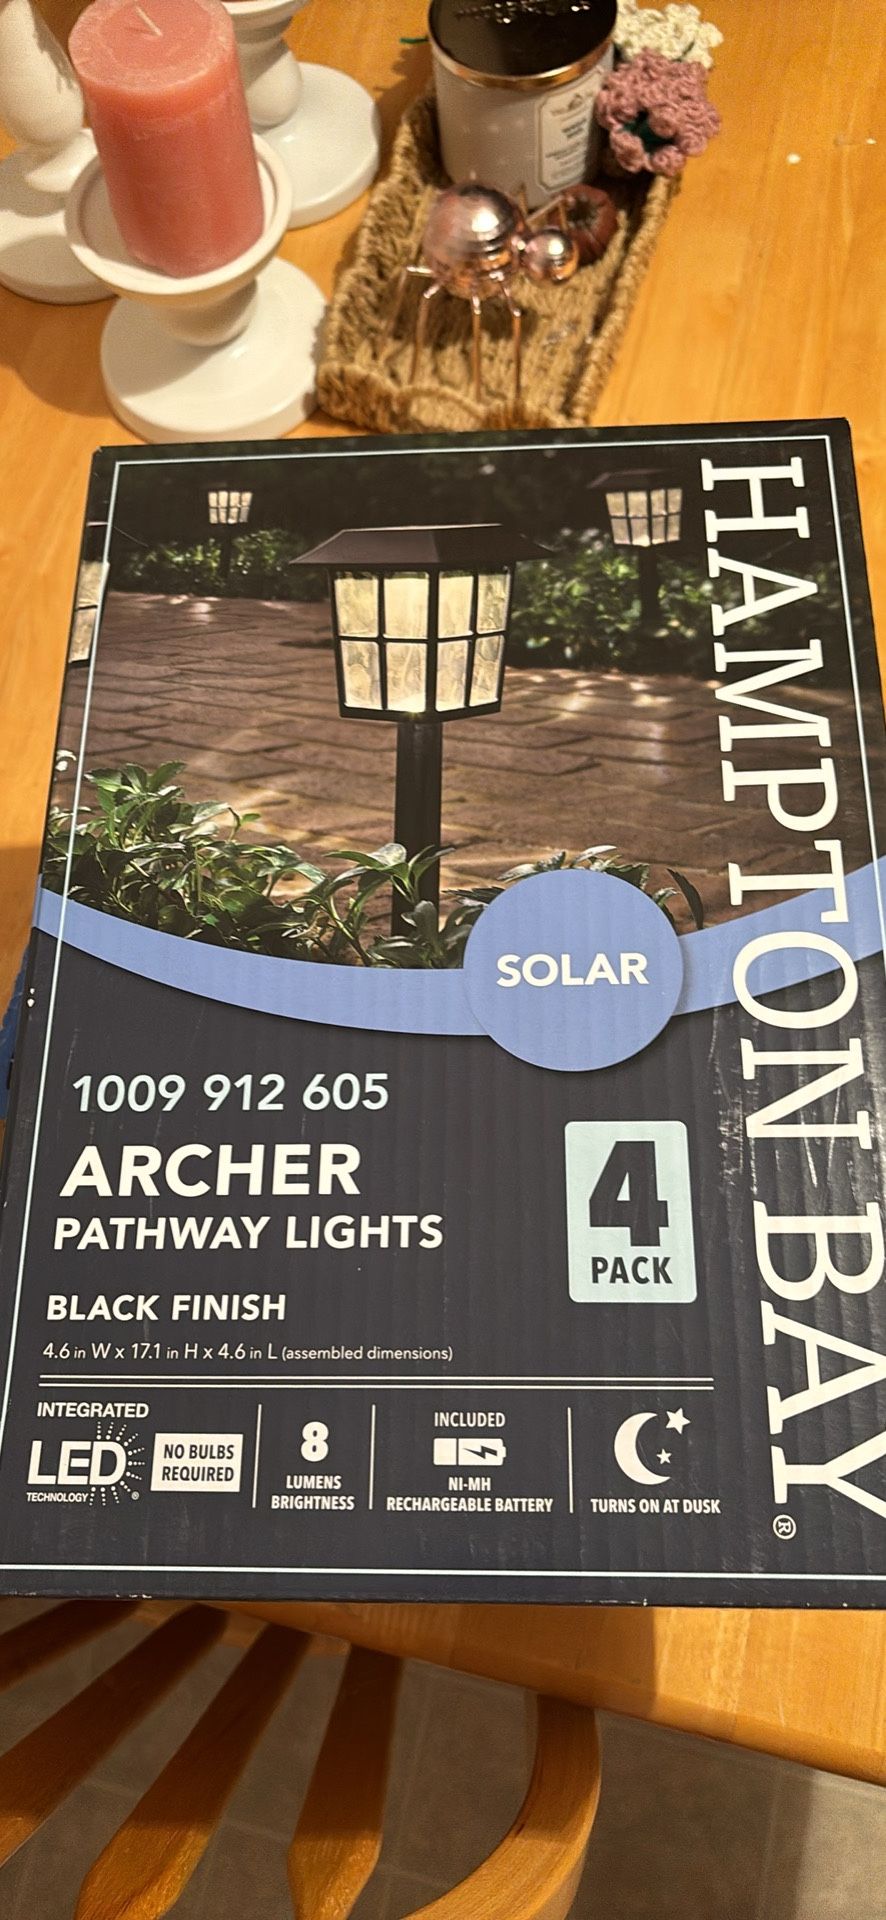 HAMPTON BAY®
SOLAR
1009 912 605
ARCHER
PATHWAY LIGHTS
4
PACK
BLACK FINISH
4.6 in W x 17.1 in H x 4.6 in L (assembled dimensions)
INTEGRATED
LED
TECHNOLOGY
NO BULBS
REQUIRED
8
LUMENS
BRIGHTNESS
INCLUDED
NI-MH
RECHARGEABLE BATTERY
TURNS ON AT DUSK